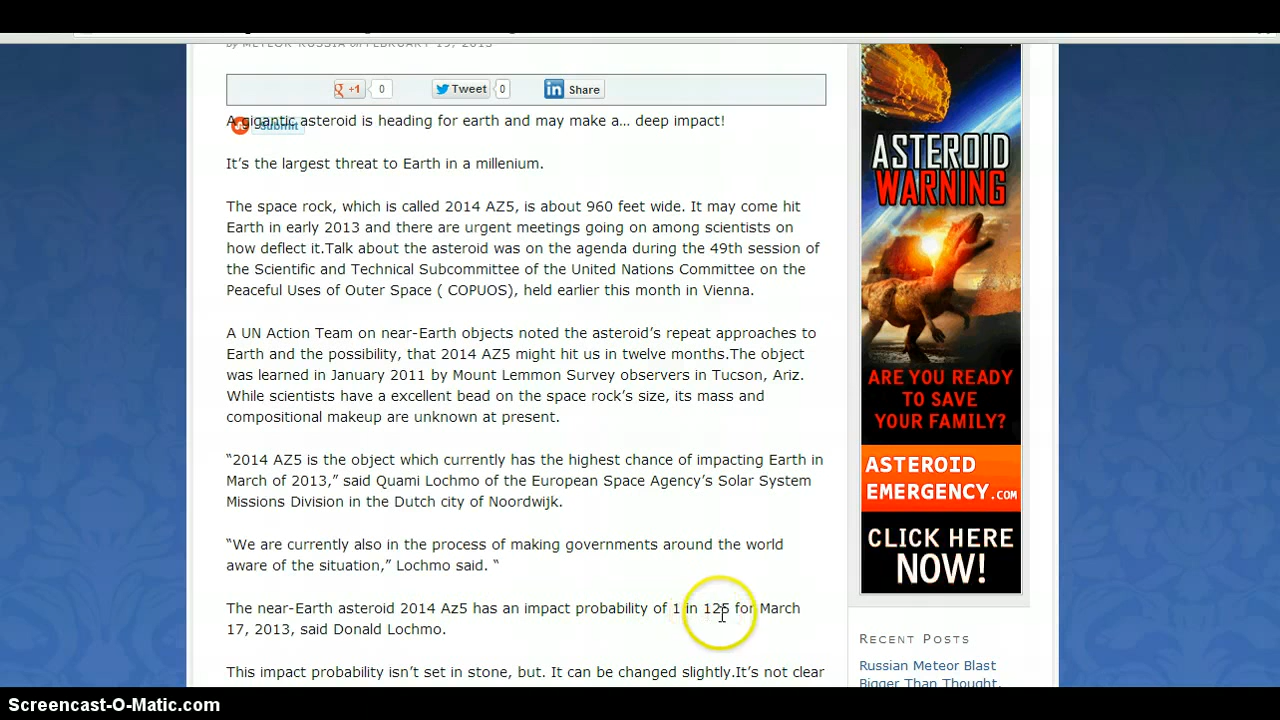 by METEOR RUSSIA on FEBRUARY 15, 2013
g +1 0 Tweet 0 in Share
Submit
A gigantic asteroid is heading for earth and may make a… deep impact!
It’s the largest threat to Earth in a millenium.
The space rock, which is called 2014 AZ5, is about 960 feet wide. It may come hit
Earth in early 2013 and there are urgent meetings going on among scientists on
how deflect it.Talk about the asteroid was on the agenda during the 49th session of
the Scientific and Technical Subcommittee of the United Nations Committee on the
Peaceful Uses of Outer Space ( COPUOS), held earlier this month in Vienna.
A UN Action Team on near-Earth objects noted the asteroid’s repeat approaches to
Earth and the possibility, that 2014 AZ5 might hit us in twelve months.The object
was learned in January 2011 by Mount Lemmon Survey observers in Tucson, Ariz.
While scientists have a excellent bead on the space rock’s size, its mass and
compositional makeup are unknown at present.
“2014 AZ5 is the object which currently has the highest chance of impacting Earth in
March of 2013,” said Quami Lochmo of the European Space Agency’s Solar System
Missions Division in the Dutch city of Noordwijk.
“We are currently also in the process of making governments around the world
aware of the situation,” Lochmo said. “
The near-Earth asteroid 2014 Az5 has an impact probability of 1 in 125 for March
17, 2013, said Donald Lochmo.
This impact probability isn’t set in stone, but. It can be changed slightly.It’s not clear
ASTEROID
WARNING
ARE YOU READY
TO SAVE
YOUR FAMILY?
ASTEROID
EMERGENCY.COM
CLICK HERE
NOW!
RECENT POSTS
Russian Meteor Blast
Bigger Than Thought,
Screencast-O-Matic.com